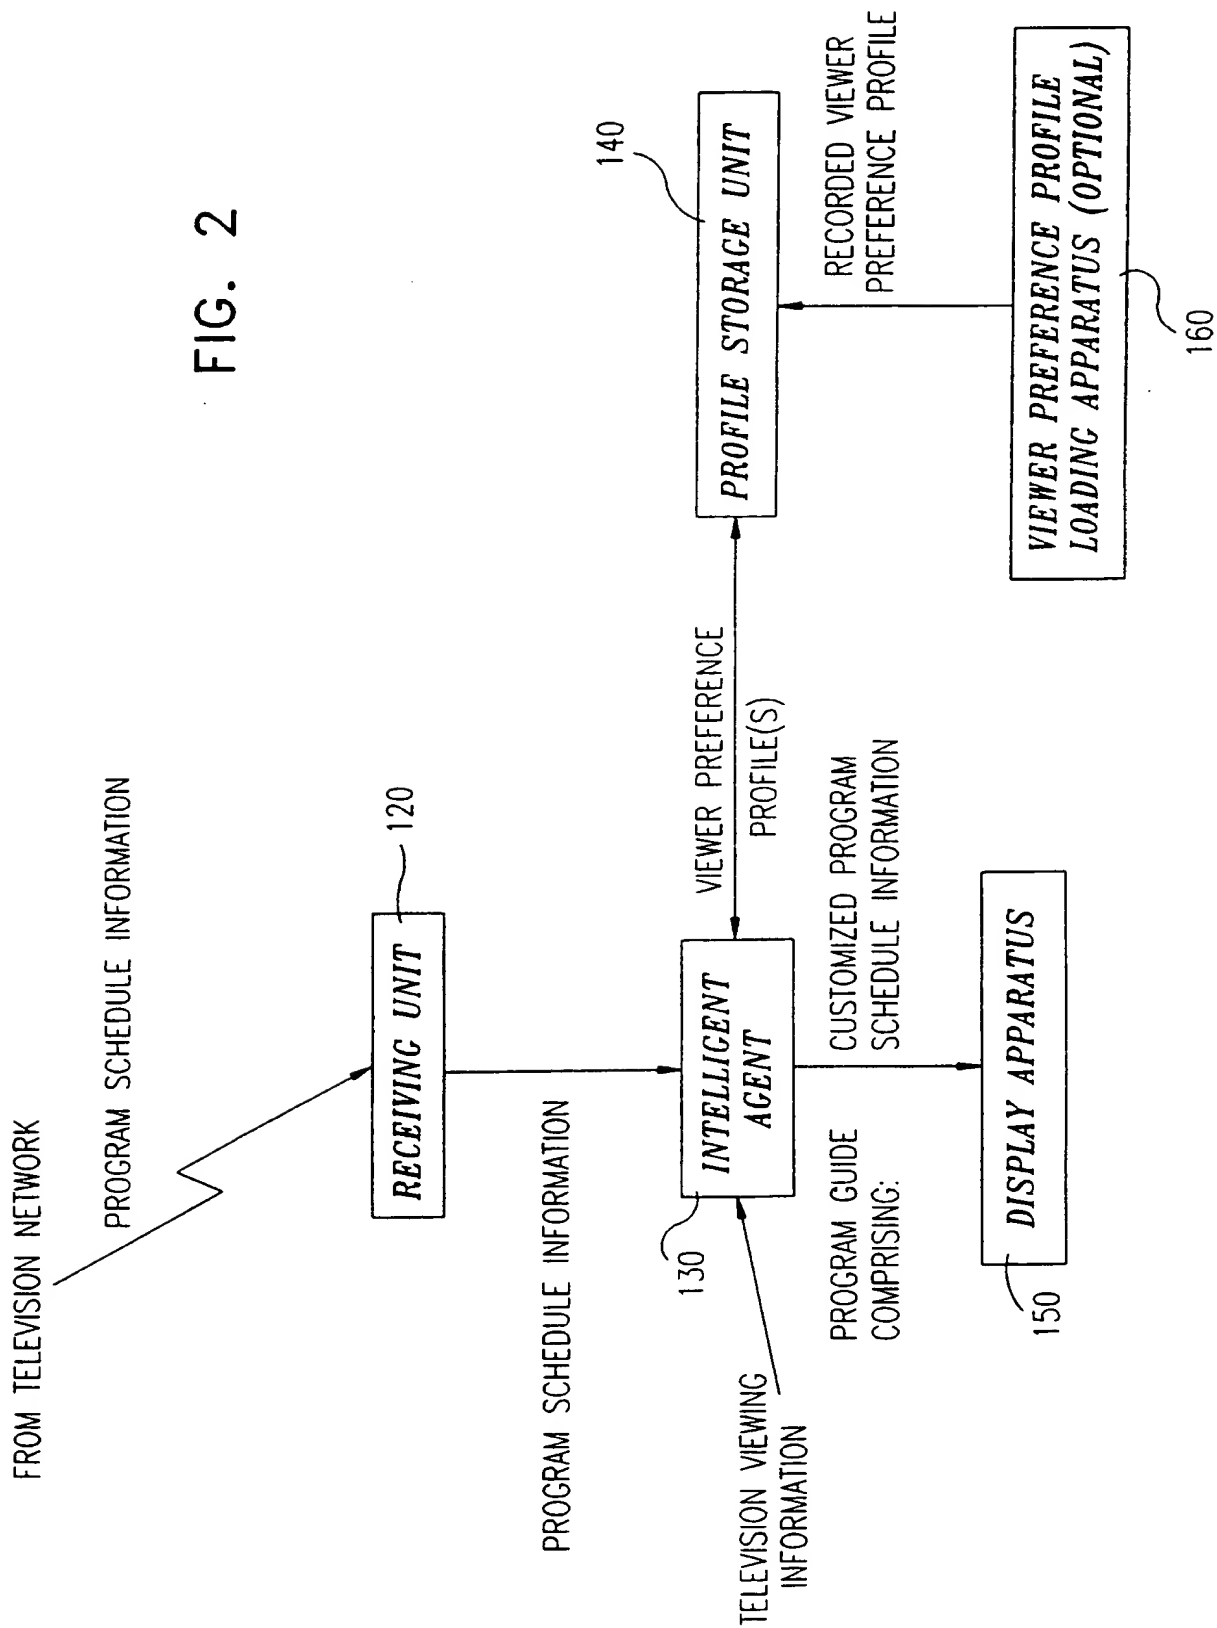 FIG. 2
FROM TELEVISION NETWORK
PROGRAM SCHEDULE INFORMATION
120
RECEIVING UNIT
PROGRAM SCHEDULE INFORMATION
130
INTELLIGENT
AGENT
TELEVISION VIEWING
INFORMATION
VIEWER PREFERENCE
PROFILE(S)
140
PROFILE STORAGE UNIT
RECORDED VIEWER
PREFERENCE PROFILE
VIEWER PREFERENCE PROFILE
LOADING APPARATUS (OPTIONAL)
160
PROGRAM GUIDE
COMPRISING:
CUSTOMIZED PROGRAM
SCHEDULE INFORMATION
DISPLAY APPARATUS
150